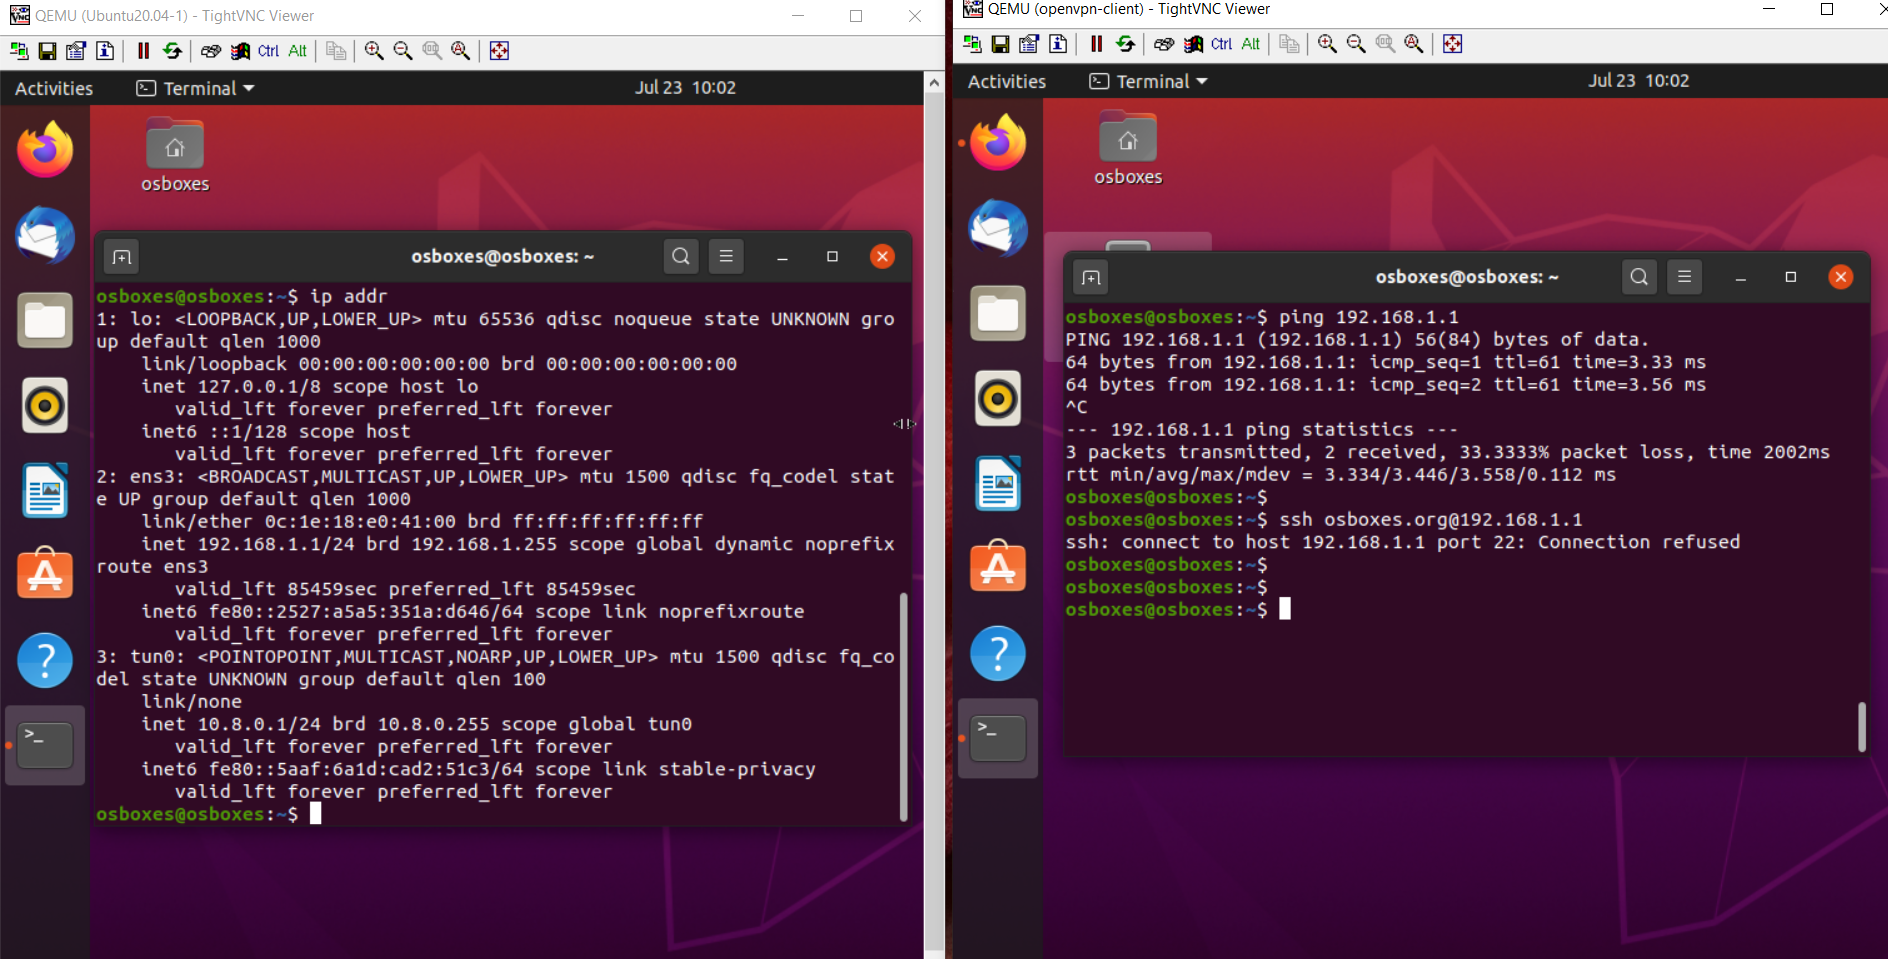 QEMU (Ubuntu20.04-1) - TightVNC Viewer
Ctrl Alt
Activities
Terminal
Jul 23 10:02
osboxes
osboxes@osboxes: ~
osboxes@osboxes:~$ ip addr
1: lo: <LOOPBACK,UP,LOWER_UP> mtu 65536 qdisc noqueue state UNKNOWN gro
up default qlen 1000
    link/loopback 00:00:00:00:00:00 brd 00:00:00:00:00:00
    inet 127.0.0.1/8 scope host lo
       valid_lft forever preferred_lft forever
    inet6 ::1/128 scope host
       valid_lft forever preferred_lft forever
2: ens3: <BROADCAST,MULTICAST,UP,LOWER_UP> mtu 1500 qdisc fq_codel stat
e UP group default qlen 1000
    link/ether 0c:1e:18:e0:41:00 brd ff:ff:ff:ff:ff:ff
    inet 192.168.1.1/24 brd 192.168.1.255 scope global dynamic noprefix
route ens3
       valid_lft 85459sec preferred_lft 85459sec
    inet6 fe80::2527:a5a5:351a:d646/64 scope link noprefixroute
       valid_lft forever preferred_lft forever
3: tun0: <POINTOPOINT,MULTICAST,NOARP,UP,LOWER_UP> mtu 1500 qdisc fq_co
del state UNKNOWN group default qlen 100
    link/none
    inet 10.8.0.1/24 brd 10.8.0.255 scope global tun0
       valid_lft forever preferred_lft forever
    inet6 fe80::5aaf:6a1d:cad2:51c3/64 scope link stable-privacy
       valid_lft forever preferred_lft forever
osboxes@osboxes:~$
QEMU (openvpn-client) - TightVNC Viewer
Ctrl Alt
Activities
Terminal
Jul 23 10:02
osboxes
osboxes@osboxes: ~
osboxes@osboxes:~$ ping 192.168.1.1
PING 192.168.1.1 (192.168.1.1) 56(84) bytes of data.
64 bytes from 192.168.1.1: icmp_seq=1 ttl=61 time=3.33 ms
64 bytes from 192.168.1.1: icmp_seq=2 ttl=61 time=3.56 ms
^C
--- 192.168.1.1 ping statistics ---
3 packets transmitted, 2 received, 33.3333% packet loss, time 2002ms
rtt min/avg/max/mdev = 3.334/3.446/3.558/0.112 ms
osboxes@osboxes:~$
osboxes@osboxes:~$ ssh osboxes.org@192.168.1.1
ssh: connect to host 192.168.1.1 port 22: Connection refused
osboxes@osboxes:~$
osboxes@osboxes:~$
osboxes@osboxes:~$